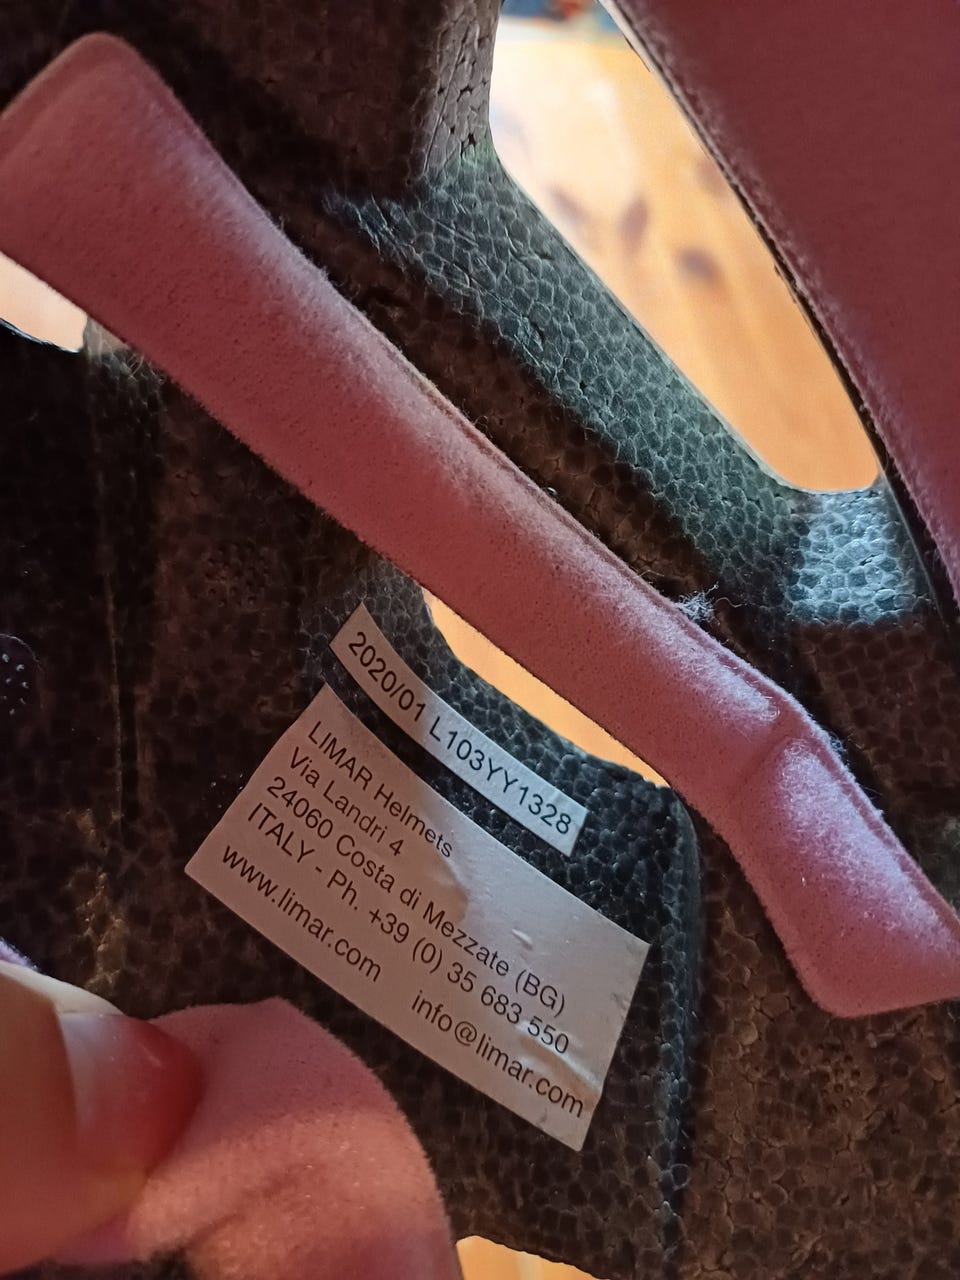 2020/01 L103YY1328
LIMAR Helmets
Via Landri 4
24060 Costa di Mezzate (BG)
ITALY - Ph. +39 (0) 35 683 550
www.limar.com info@limar.com